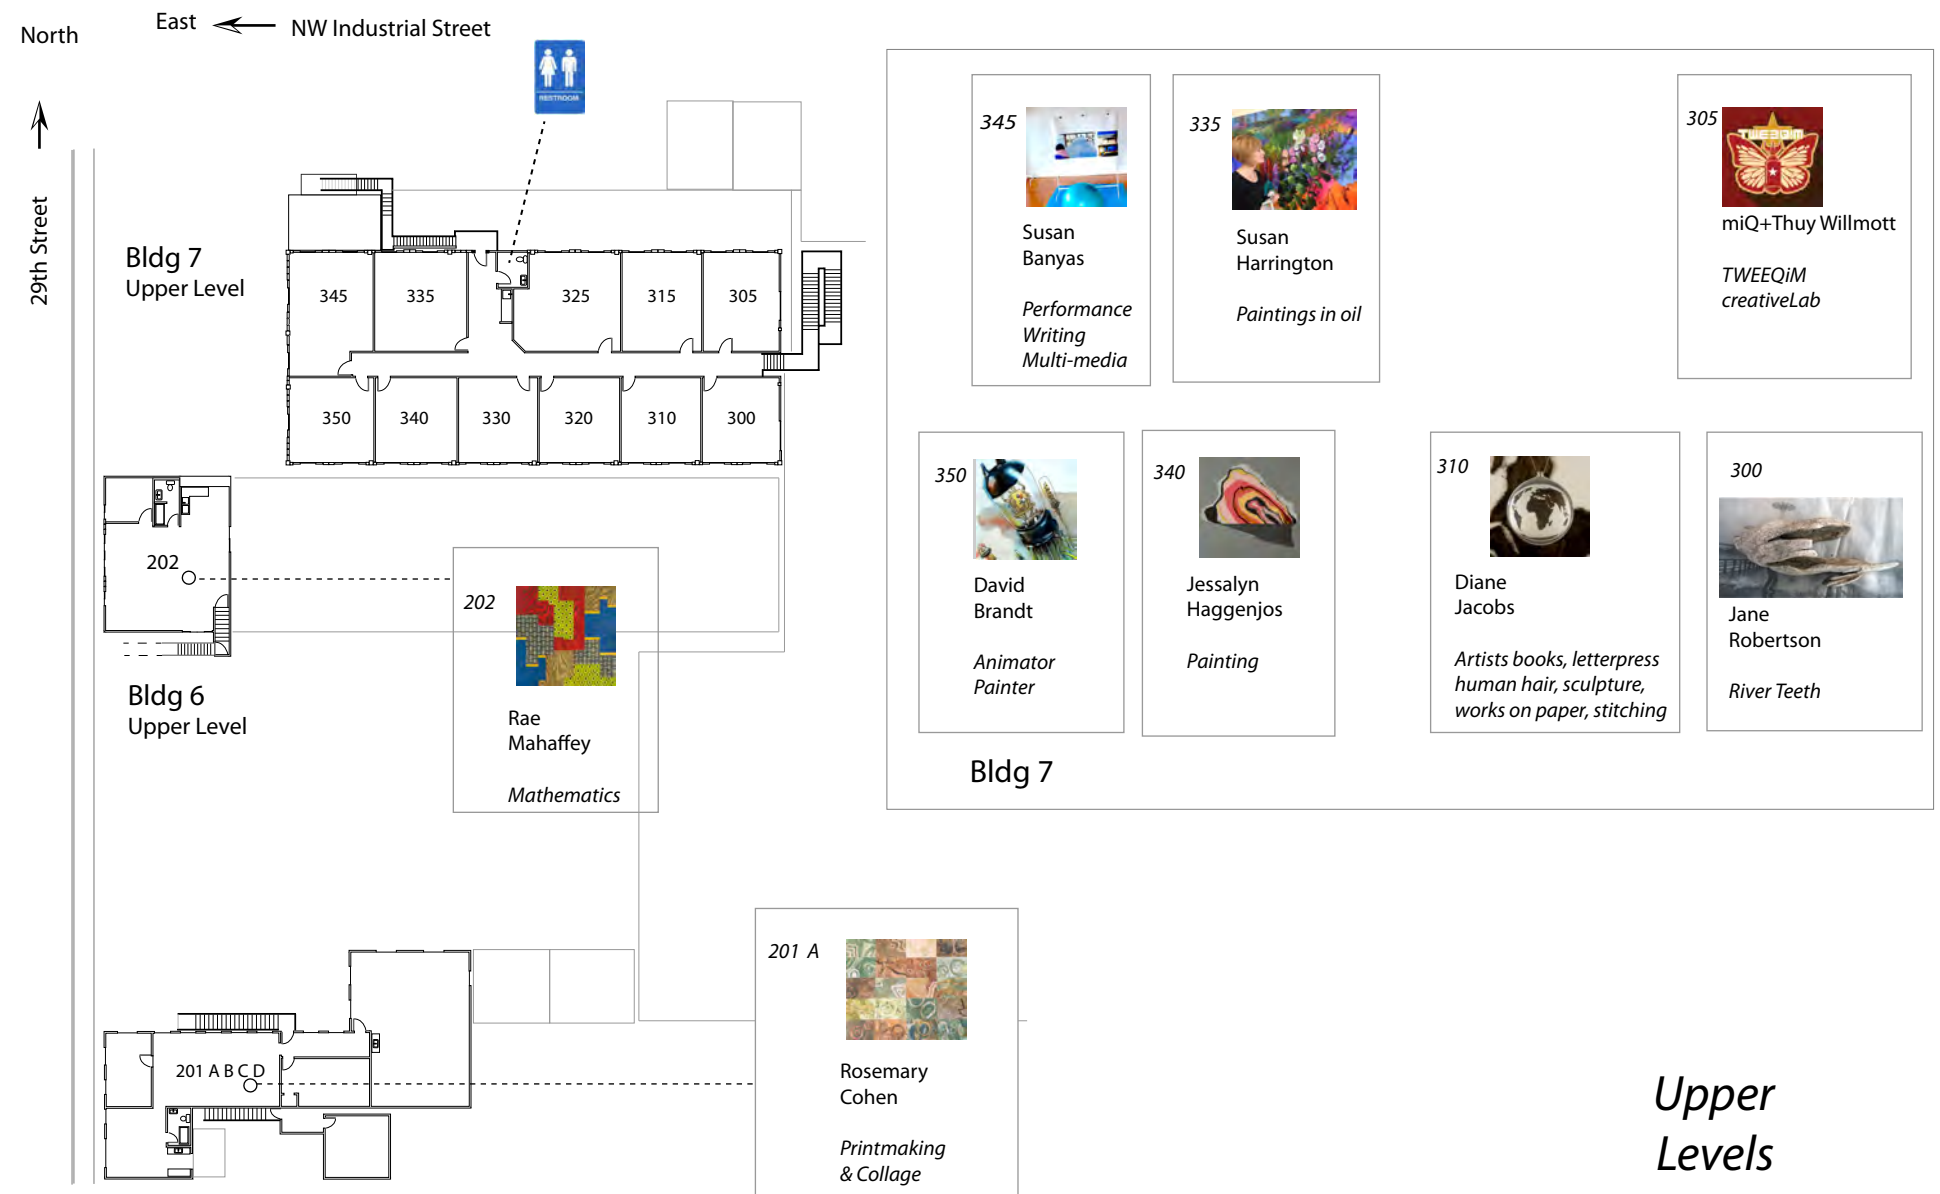 East
NW Industrial Street
North
RESTROOM
29th Street
Bldg 7
Upper Level
345
335
325
315
305
350
340
330
320
310
300
202
Bldg 6
Upper Level
202
Rae
Mahaffey
Mathematics
201 A B C D
201 A
Rosemary
Cohen
Printmaking
& Collage
345
Susan
Banyas
Performance
Writing
Multi-media
335
Susan
Harrington
Paintings in oil
305
TWEEQiM
miQ+Thuy Willmott
TWEEQiM
creativeLab
350
David
Brandt
Animator
Painter
340
Jessalyn
Haggenjos
Painting
310
Diane
Jacobs
Artists books, letterpress
human hair, sculpture,
works on paper, stitching
300
Jane
Robertson
River Teeth
Bldg 7
Upper
Levels